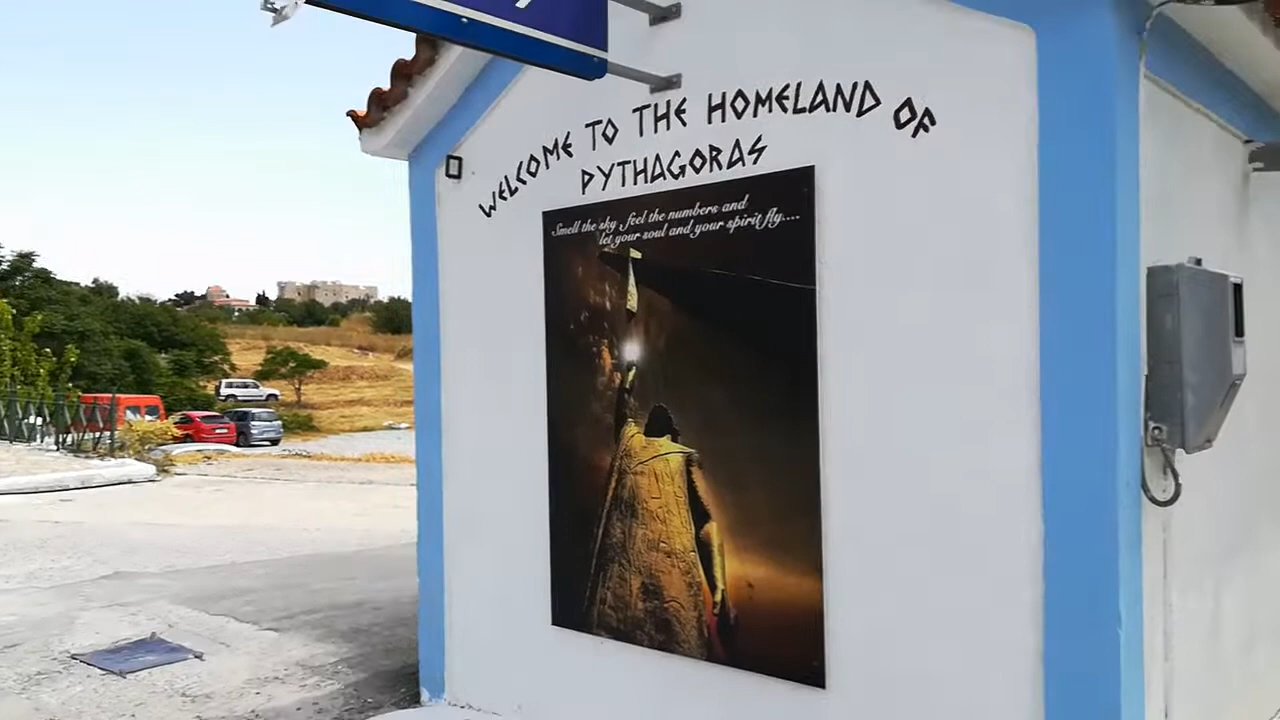 WELCOME TO THE HOMELAND OF
PYTHAGORAS
Smell the sky, feel the numbers and
let your soul and your spirit fly....